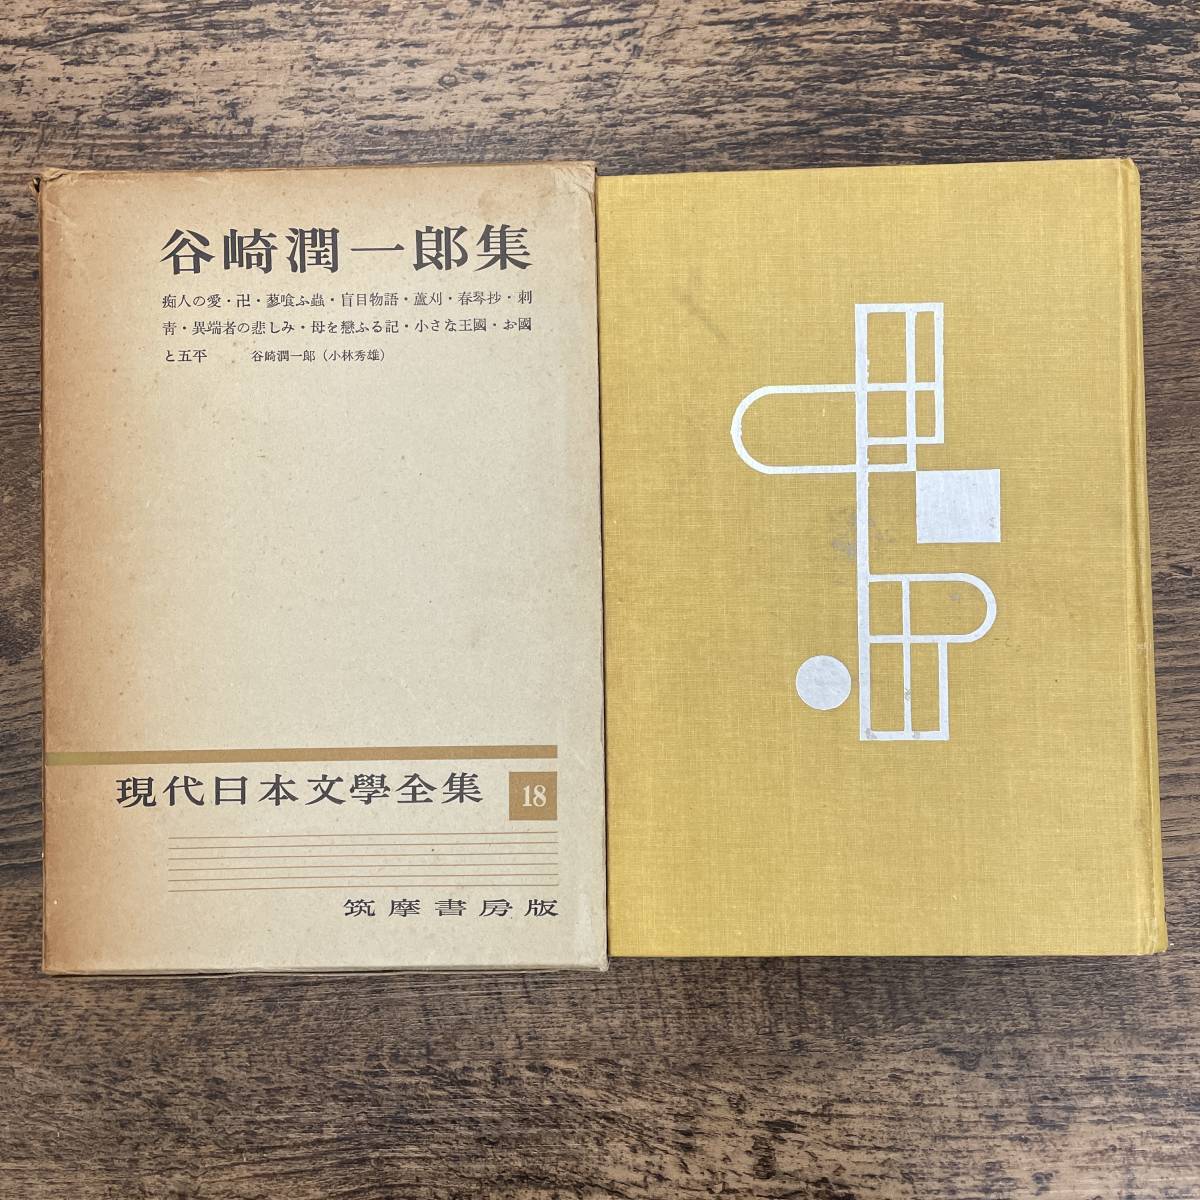 谷崎潤一郎集
痴人の愛・卍・蓼喰ふ蟲・盲目物語・蘆刈・春琴抄・刺
青・異端者の悲しみ・母を戀ふる記・小さな王國・お國
と五平　谷崎潤一郎（小林秀雄）
現代日本文學全集 18
筑摩書房版